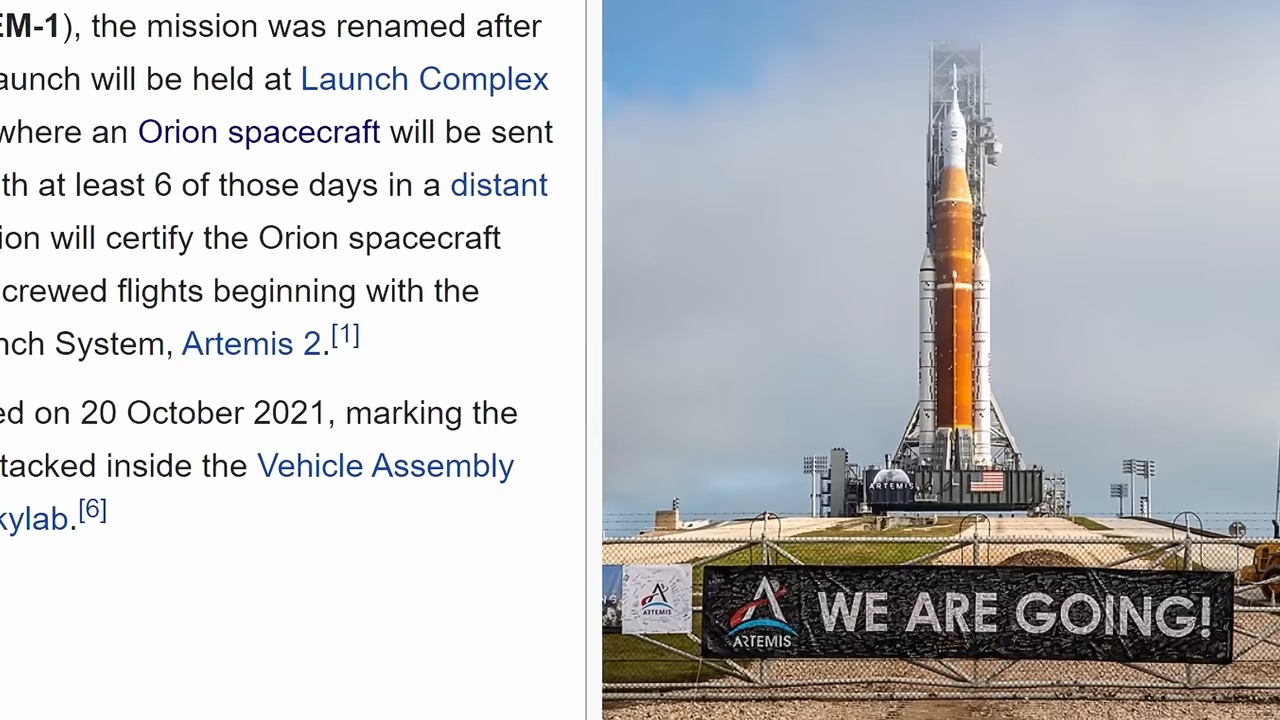 EM-1), the mission was renamed after
aunch will be held at Launch Complex
where an Orion spacecraft will be sent
th at least 6 of those days in a distant
ion will certify the Orion spacecraft
crewed flights beginning with the
nch System, Artemis 2.[1]
ed on 20 October 2021, marking the
tacked inside the Vehicle Assembly
kylab.[6]
ARTEMIS
ARTEMIS
ARTEMIS
WE ARE GOING!